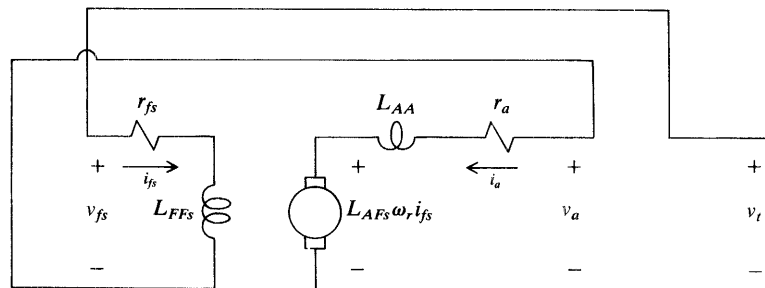 r_fs
L_AA
r_a
+
i_fs
+
i_a
+
+
v_fs
L_FFs
L_AFs ω_r i_fs
v_a
v_t
−
−
−
−